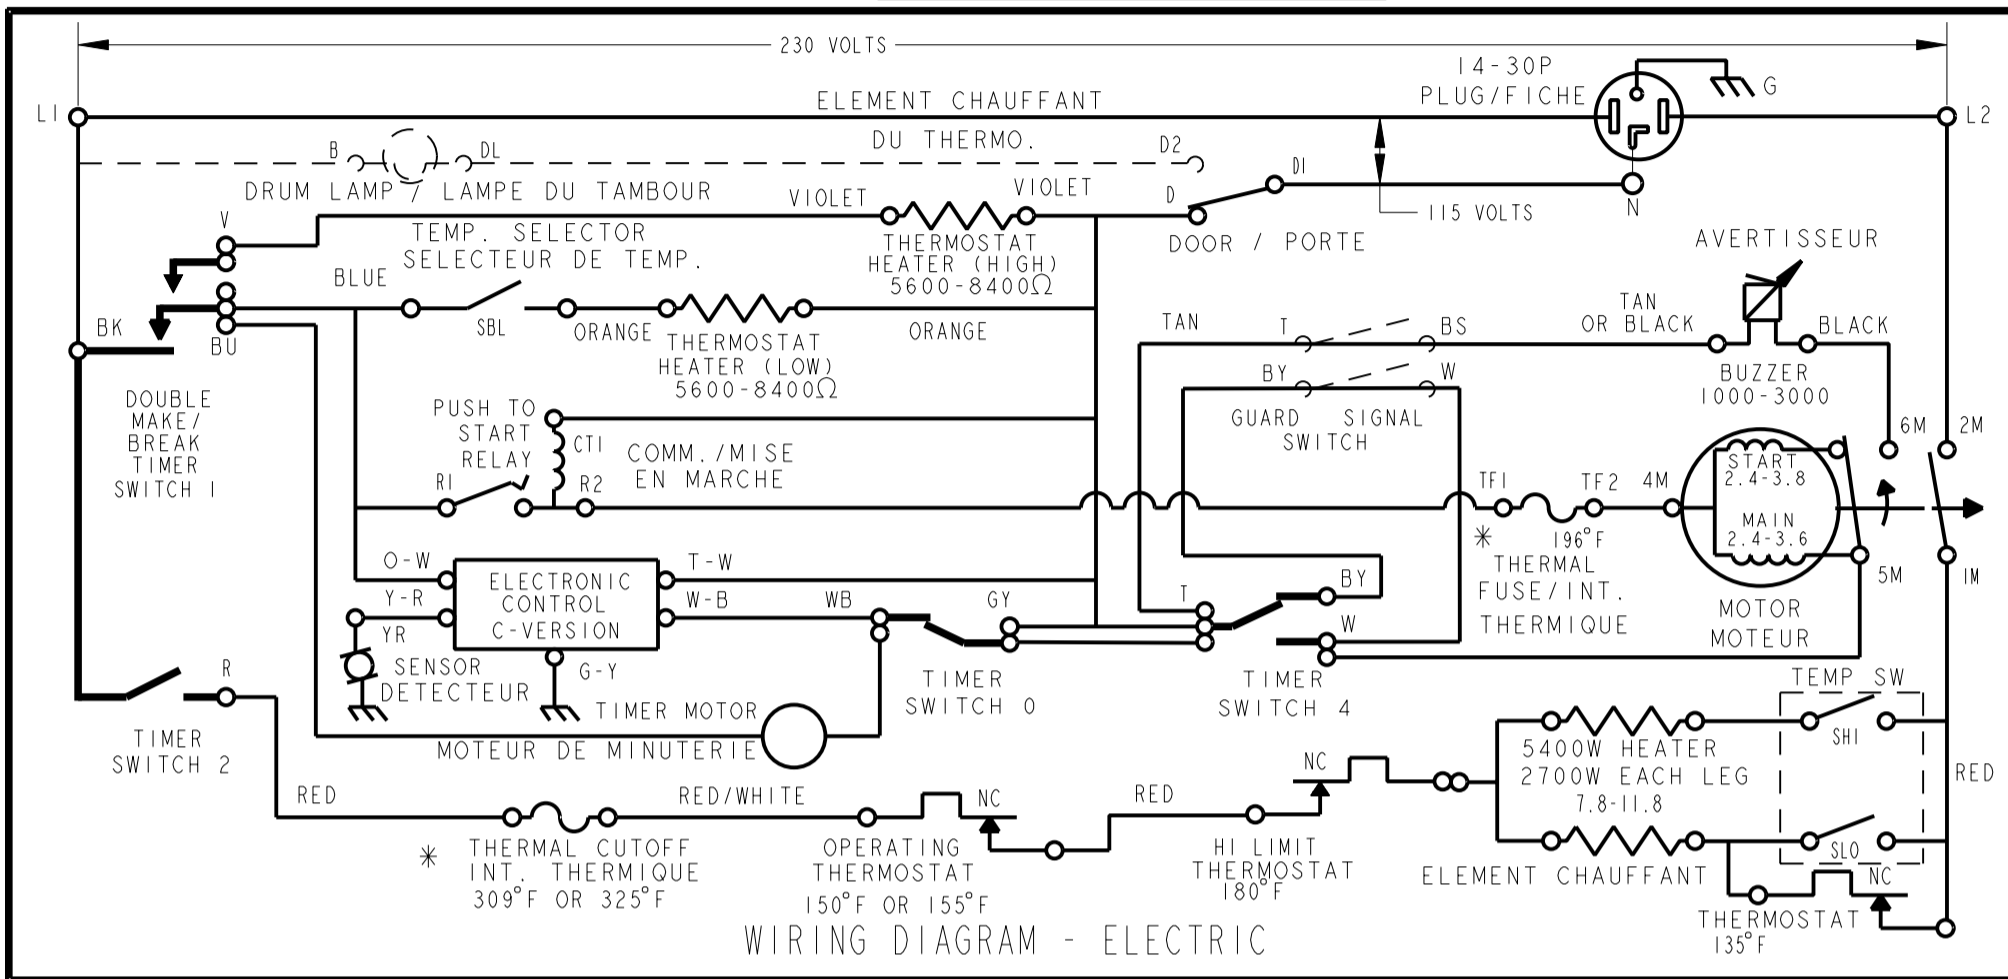 230 VOLTS
14-30P
PLUG/FICHE
G
L1
ELEMENT CHAUFFANT
L2
DU THERMO.
B
DL
D2
D1
DRUM LAMP / LAMPE DU TAMBOUR
VIOLET
VIOLET
D
N
115 VOLTS
V
TEMP. SELECTOR
SELECTEUR DE TEMP.
THERMOSTAT
HEATER (HIGH)
5600-8400Ω
DOOR / PORTE
AVERTISSEUR
BLUE
BK
BU
SBL
ORANGE
ORANGE
THERMOSTAT
HEATER (LOW)
5600-8400Ω
TAN
T
BS
TAN
OR BLACK
BLACK
BY
W
BUZZER
1000-3000
GUARD SIGNAL
SWITCH
DOUBLE
MAKE/
BREAK
TIMER
SWITCH 1
PUSH TO
START
RELAY
CT1
COMM./MISE
EN MARCHE
R1
R2
6M
2M
START
2.4-3.8
MAIN
2.4-3.6
TF1
TF2
4M
*
196°F
THERMAL
FUSE/INT.
THERMIQUE
5M
1M
MOTOR
MOTEUR
O-W
Y-R
YR
ELECTRONIC
CONTROL
C-VERSION
T-W
W-B
WB
GY
T
BY
W
G-Y
SENSOR
DETECTEUR
TIMER
SWITCH 0
TIMER
SWITCH 4
R
TIMER
SWITCH 2
TIMER MOTOR
MOTEUR DE MINUTERIE
TEMP SW
SHI
5400W HEATER
2700W EACH LEG
7.8-11.8
RED
NC
RED
RED/WHITE
NC
RED
SLO
* THERMAL CUTOFF
INT. THERMIQUE
309°F OR 325°F
OPERATING
THERMOSTAT
150°F OR 155°F
HI LIMIT
THERMOSTAT
180°F
ELEMENT CHAUFFANT
NC
THERMOSTAT
135°F
WIRING DIAGRAM - ELECTRIC